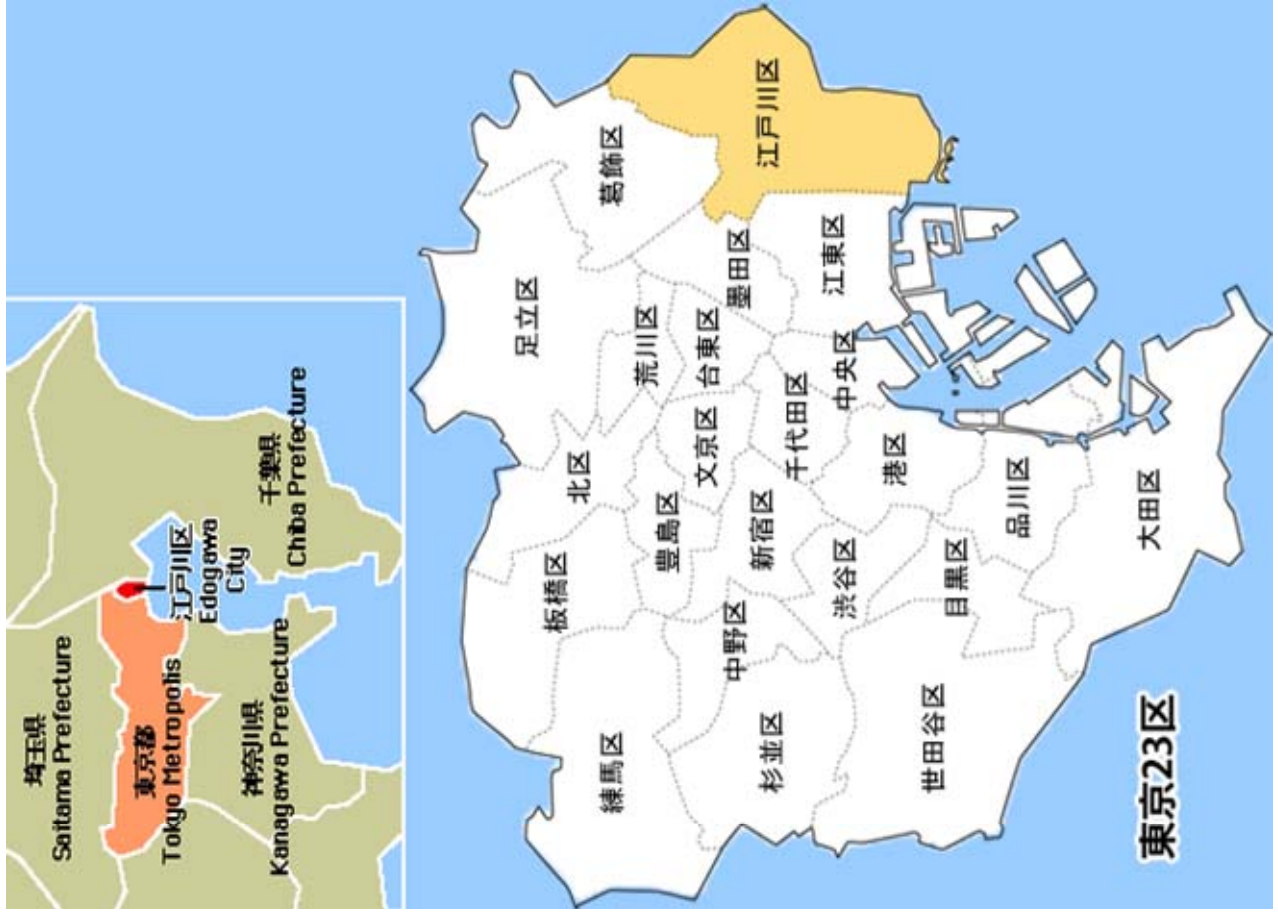 埼玉県
Saitama Prefecture
東京都
Tokyo Metropolis
江戸川区
Edogawa
City
神奈川県
Kanagawa Prefecture
千葉県
Chiba Prefecture
足立区
葛飾区
北区
板橋区
荒川区
練馬区
豊島区
文京区
台東区
墨田区
江戸川区
中野区
新宿区
千代田区
杉並区
江東区
中央区
渋谷区
港区
世田谷区
目黒区
品川区
大田区
東京23区